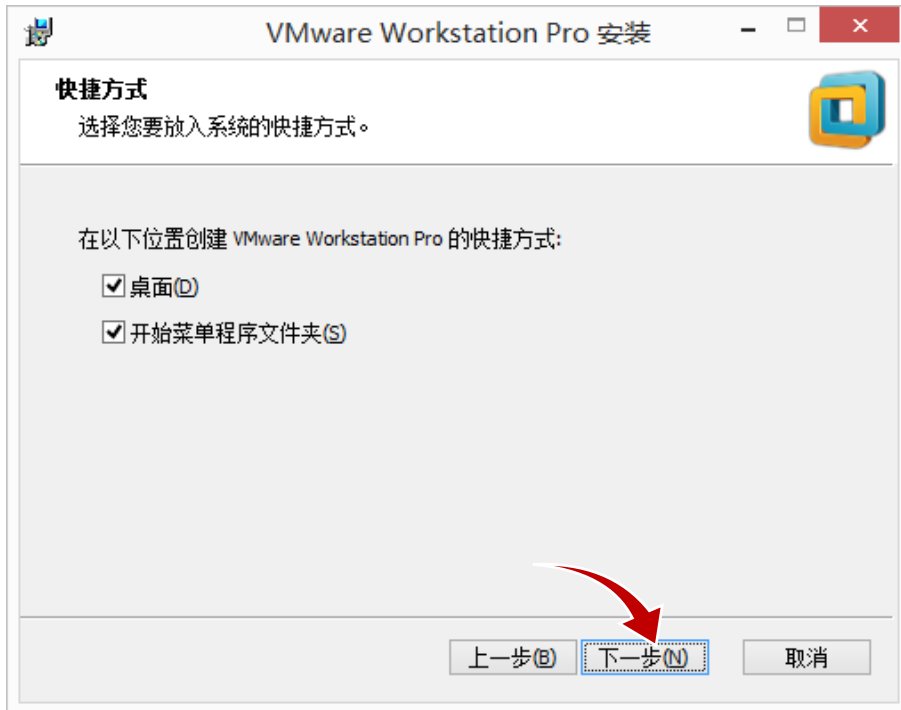 VMware Workstation Pro 安装
快捷方式
选择您要放入系统的快捷方式。
在以下位置创建 VMware Workstation Pro 的快捷方式:
桌面(D)
开始菜单程序文件夹(S)
上一步(B) 下一步(N) 取消